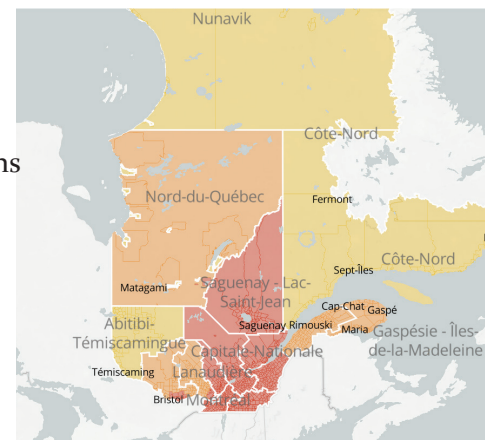 Nunavik
Côte-Nord
ns
Fermont
Nord-du-Québec
Sept-Îles
Côte-Nord
Matagami
Saguenay - Lac-
Saint-Jean
Cap-Chat
Gaspé
Abitibi-
Témiscamingue
Saguenay
Rimouski
Maria
Gaspésie - Îles-
de-la-Madeleine
Capitale-Nationale
Témiscaming
Lanaudière
Bristol
Montréal